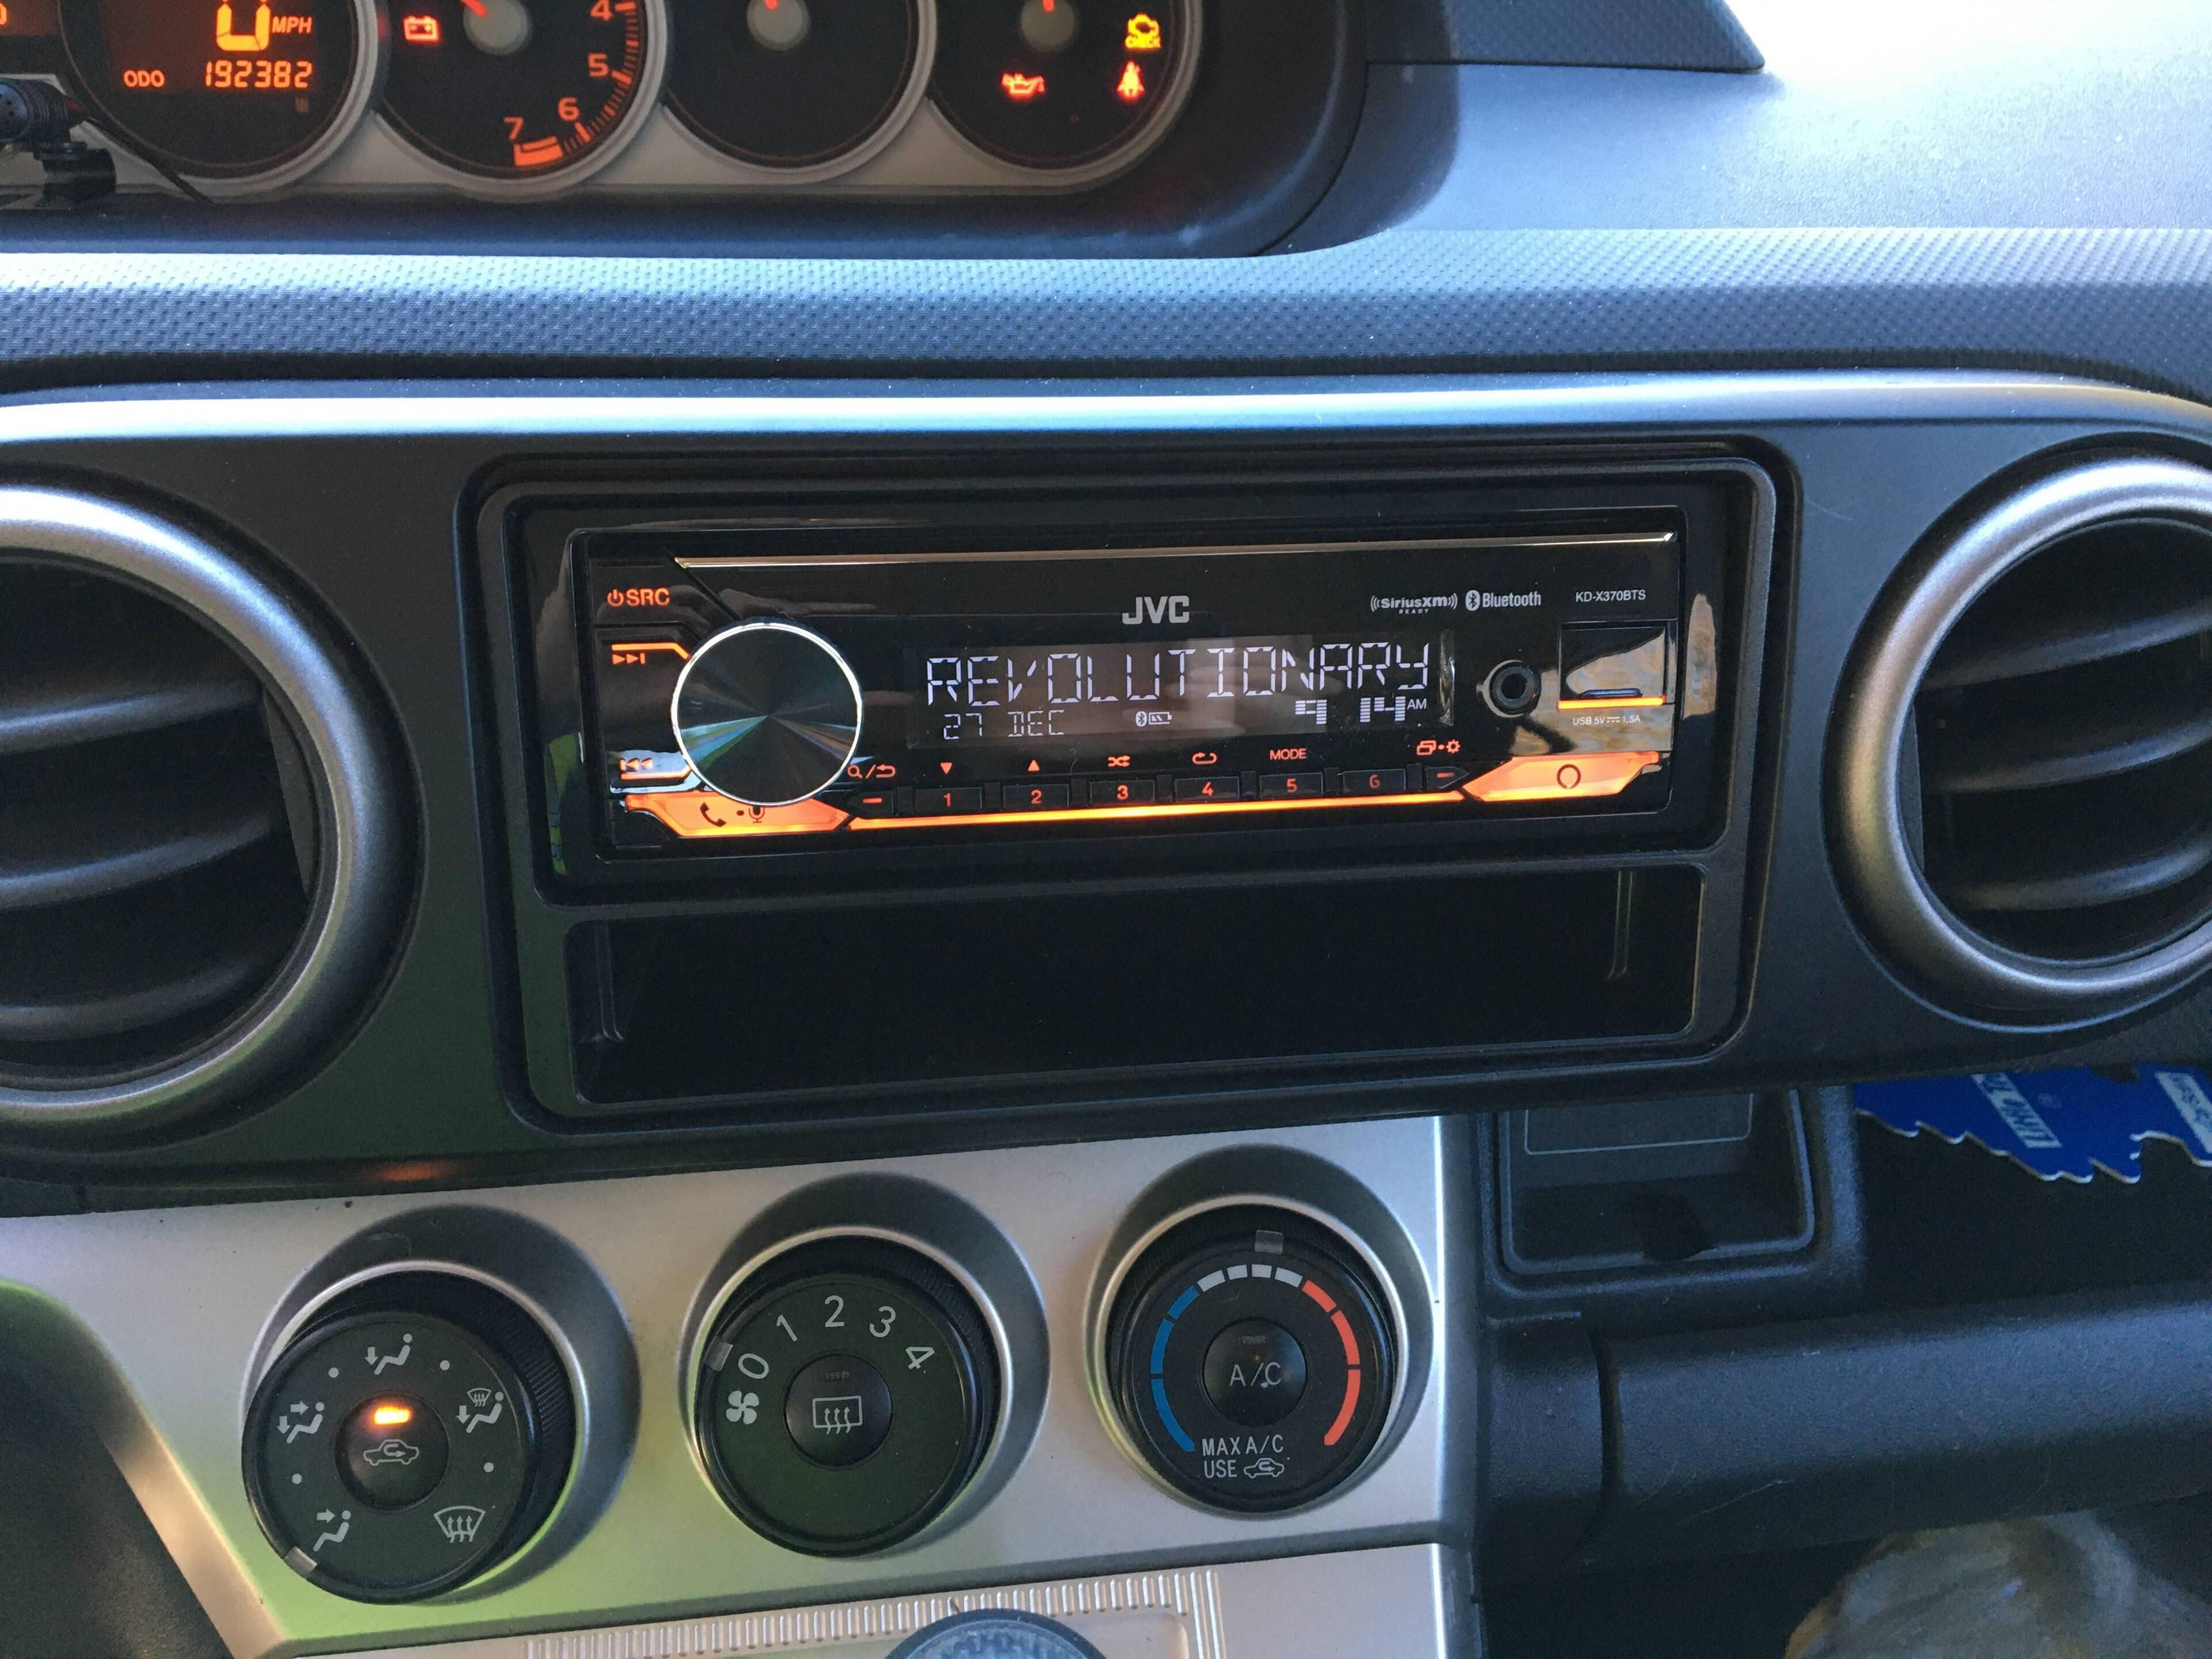 MPH
ODO 192382
4
5
6
7
CHECK
SRC
JVC
SiriusXM
READY
Bluetooth
KD-X370BTS
REVOLUTIONARY
27 DEC
9 14 AM
USB 5V 1.5A
MODE
1 2 3 4 5 6
0 1 2 3 4
A/C
MAX A/C
USE